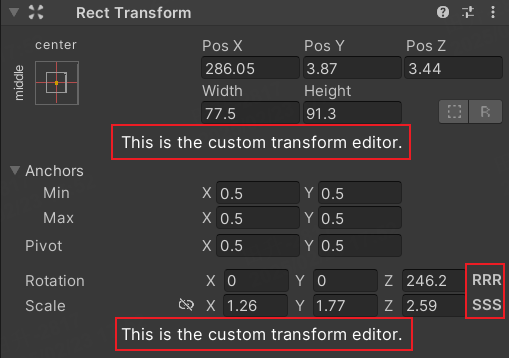 Rect Transform
center
middle
Pos X Pos Y Pos Z
286.05 3.87 3.44
Width Height
77.5 91.3 R
This is the custom transform editor.
Anchors
Min X 0.5 Y 0.5
Max X 0.5 Y 0.5
Pivot X 0.5 Y 0.5
Rotation X 0 Y 0 Z 246.2 RRR
Scale X 1.26 Y 1.77 Z 2.59 SSS
This is the custom transform editor.